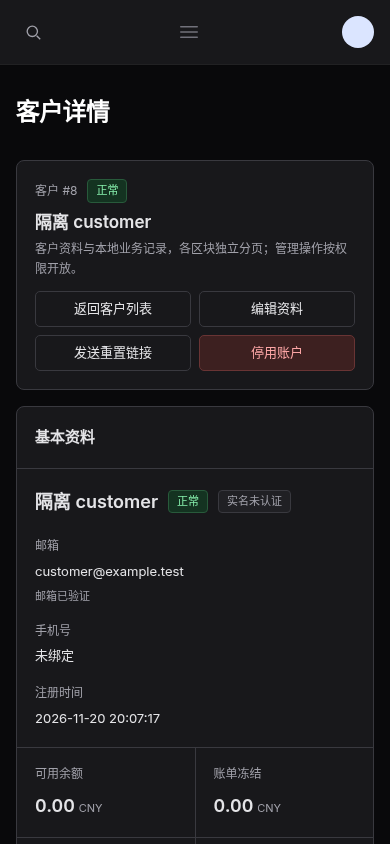 客户详情
客户 #8 正常
隔离 customer
客户资料与本地业务记录，各区块独立分页；管理操作按权
限开放。
返回客户列表 编辑资料
发送重置链接 停用账户
基本资料
隔离 customer 正常 实名未认证
邮箱
customer@example.test
邮箱已验证
手机号
未绑定
注册时间
2026-11-20 20:07:17
可用余额 账单冻结
0.00 CNY 0.00 CNY